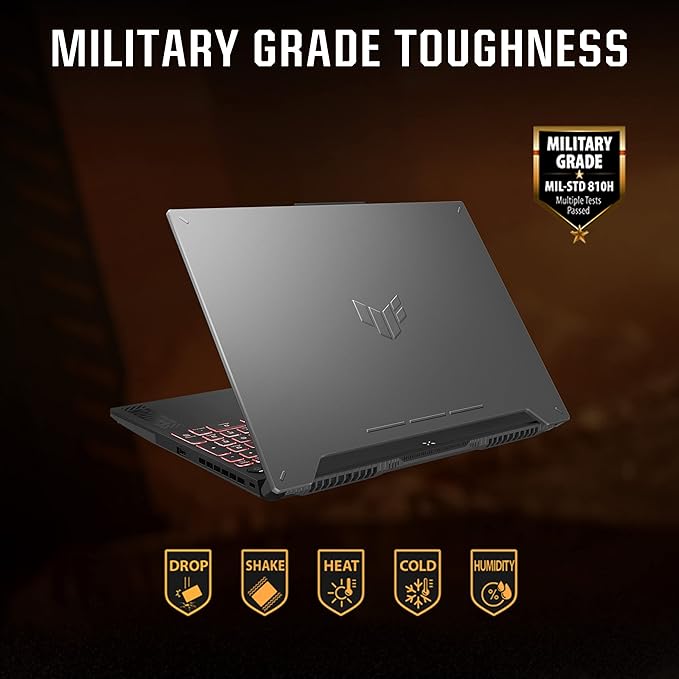 MILITARY GRADE TOUGHNESS
MILITARY
GRADE
MIL-STD 810H
Multiple Tests
Passed
DROP
SHAKE
HEAT
COLD
HUMIDITY
%